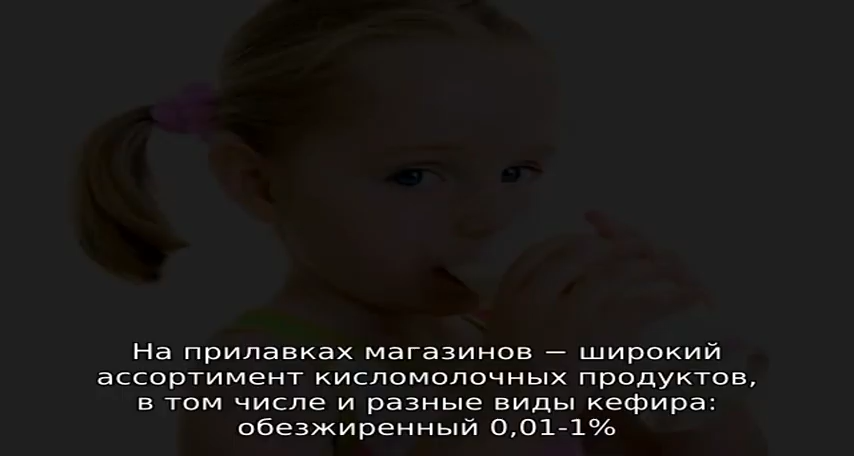 На прилавках магазинов — широкий
ассортимент кисломолочных продуктов,
в том числе и разные виды кефира:
обезжиренный 0,01-1%